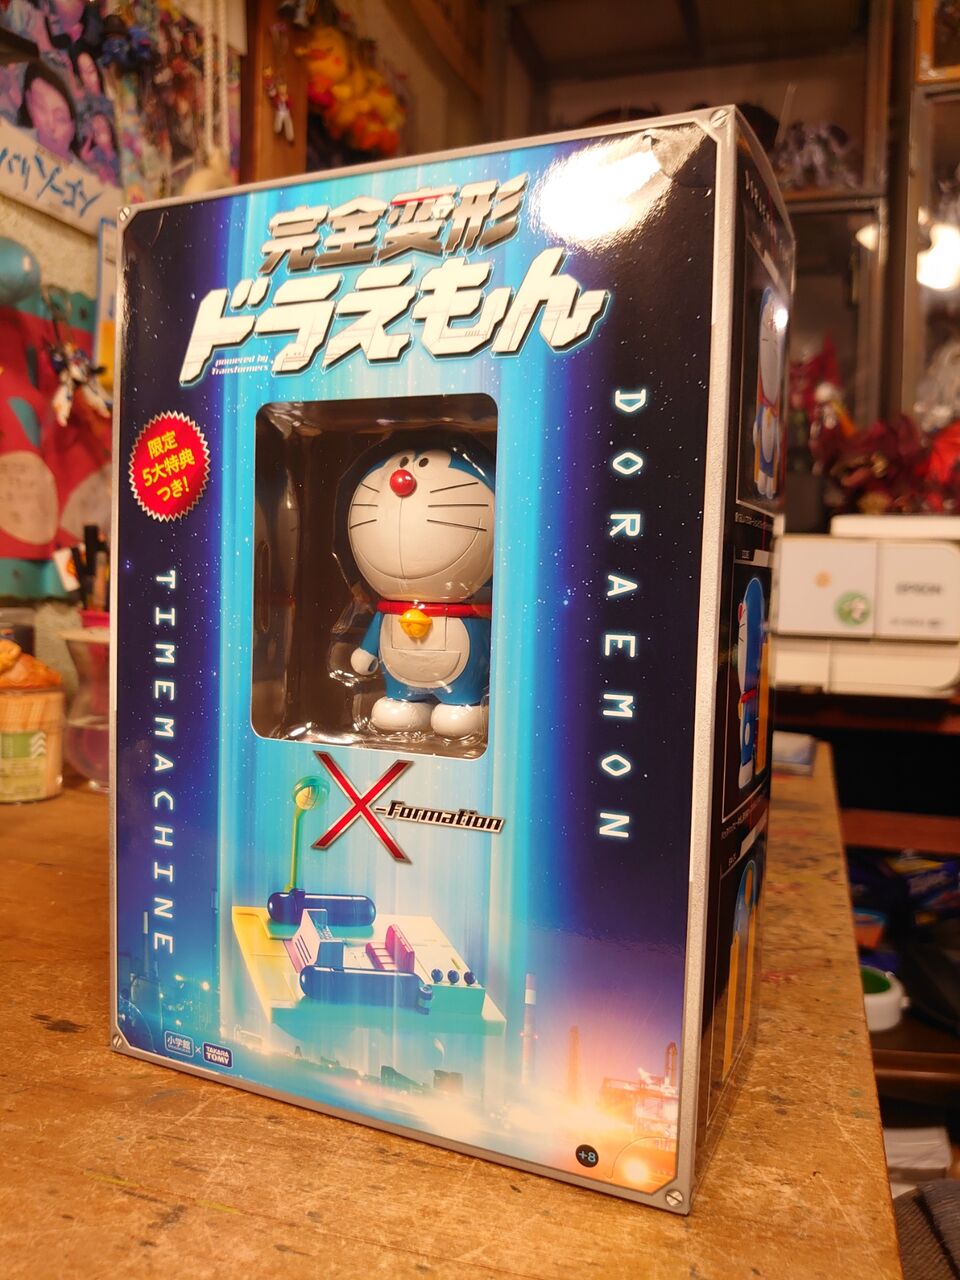 完全変形
ドラえもん
powered by
Transformers
限定
5大特典
つき!
DORAEMON
TIMEMACHINE
X-Formation
小学館
×
TAKARA
TOMY
+8
EPSON